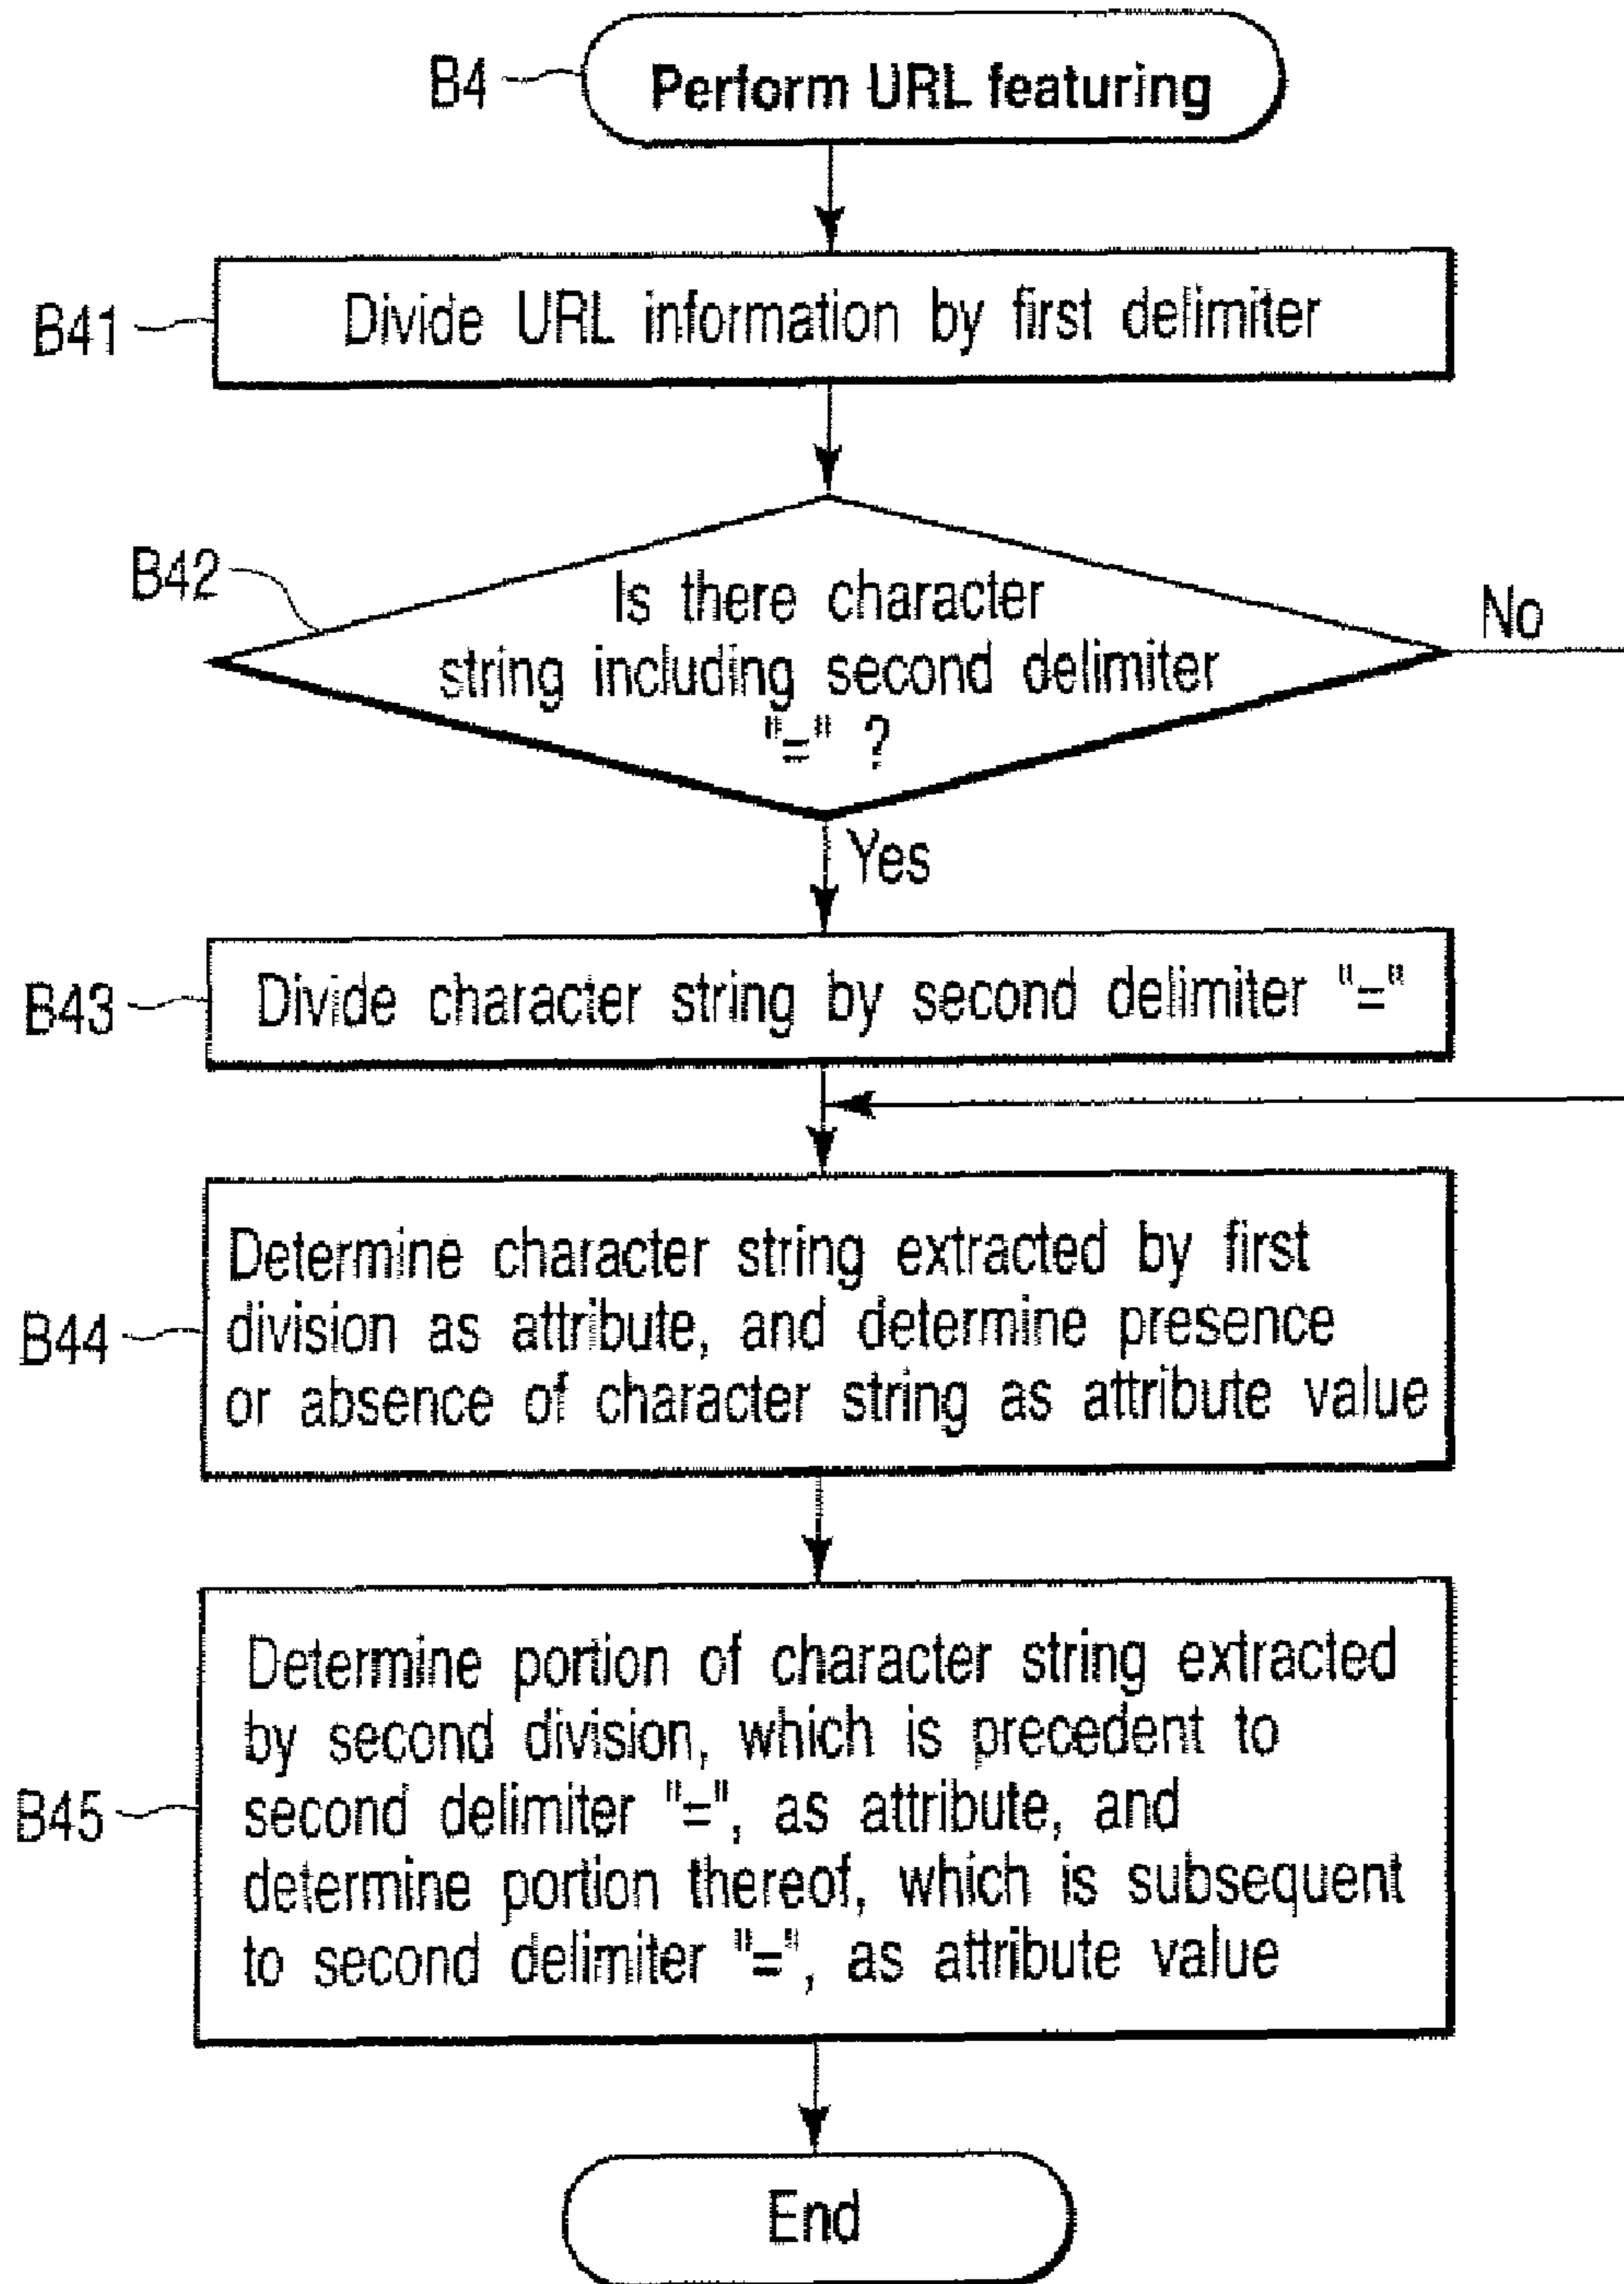 B4
Perform URL featuring
B41
Divide URL information by first delimiter
B42
Is there character
string including second delimiter
"=" ?
No
Yes
B43
Divide character string by second delimiter "="
B44
Determine character string extracted by first
division as attribute, and determine presence
or absence of character string as attribute value
B45
Determine portion of character string extracted
by second division, which is precedent to
second delimiter "=", as attribute, and
determine portion thereof, which is subsequent
to second delimiter "=", as attribute value
End